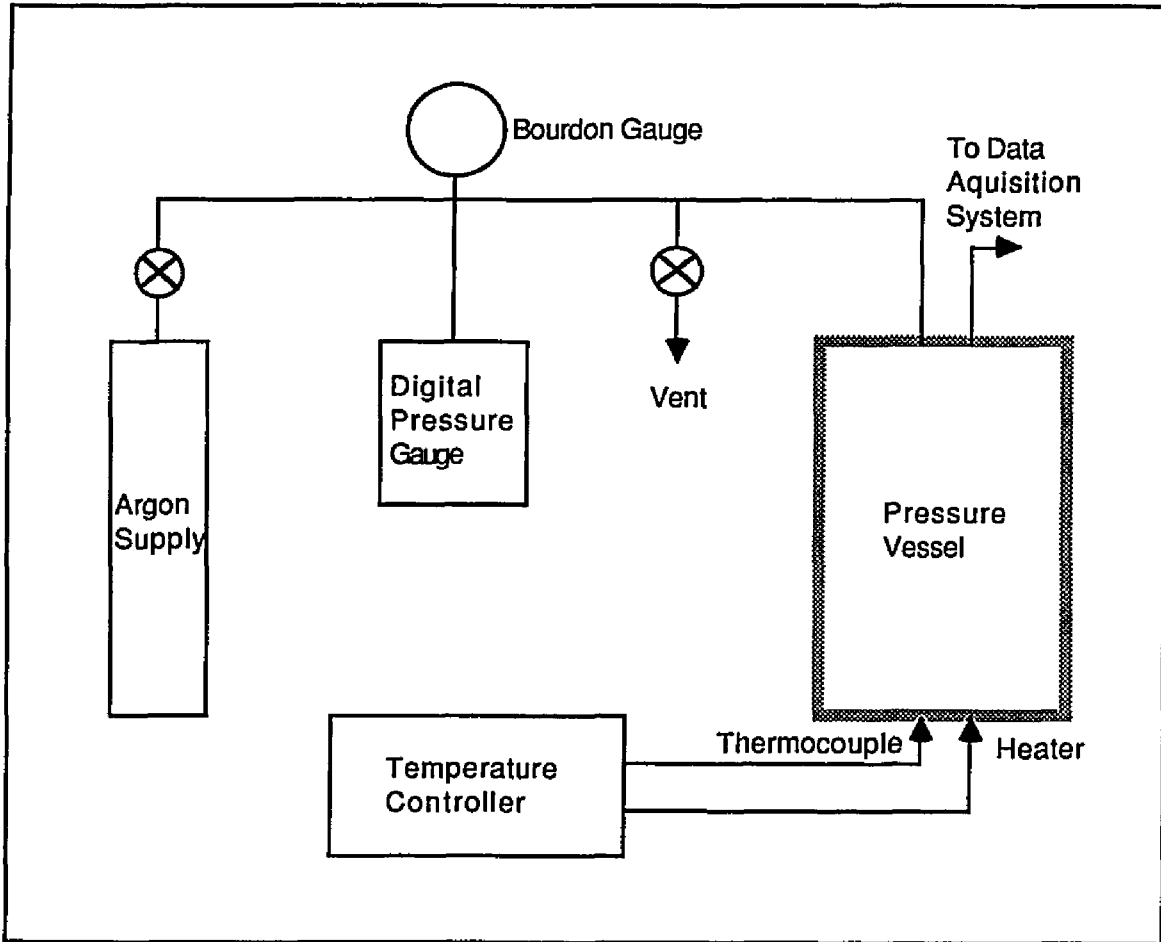 Bourdon Gauge
To Data
Aquisition
System
Digital
Pressure
Gauge
Vent
Argon
Supply
Pressure
Vessel
Thermocouple
Heater
Temperature
Controller